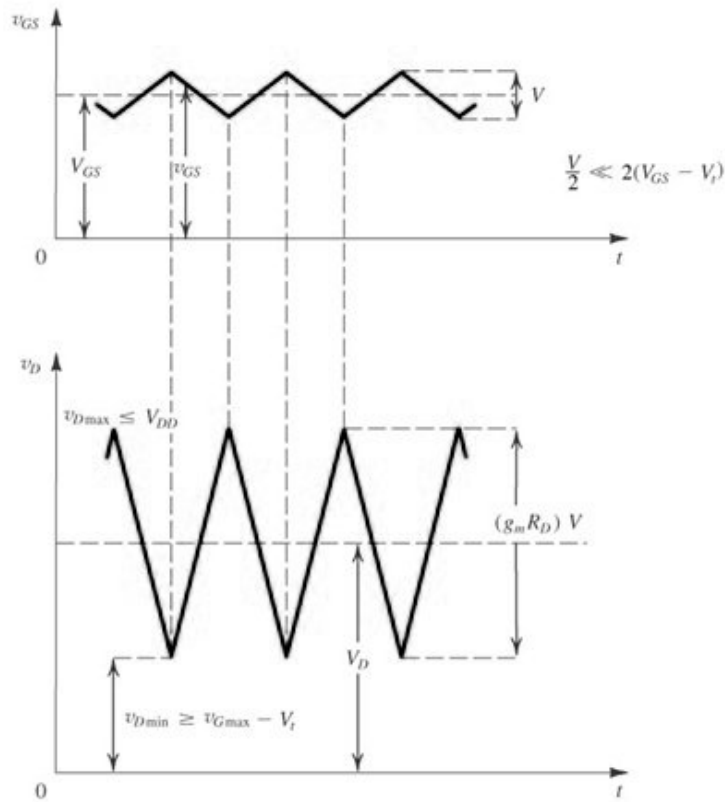 v_GS
V
V_GS
v_GS
V/2 ≪ 2(V_GS − V_t)
0
t
v_D
v_Dmax ≤ V_DD
(g_m R_D) V
V_D
v_Dmin ≥ v_Gmax − V_t
0
t